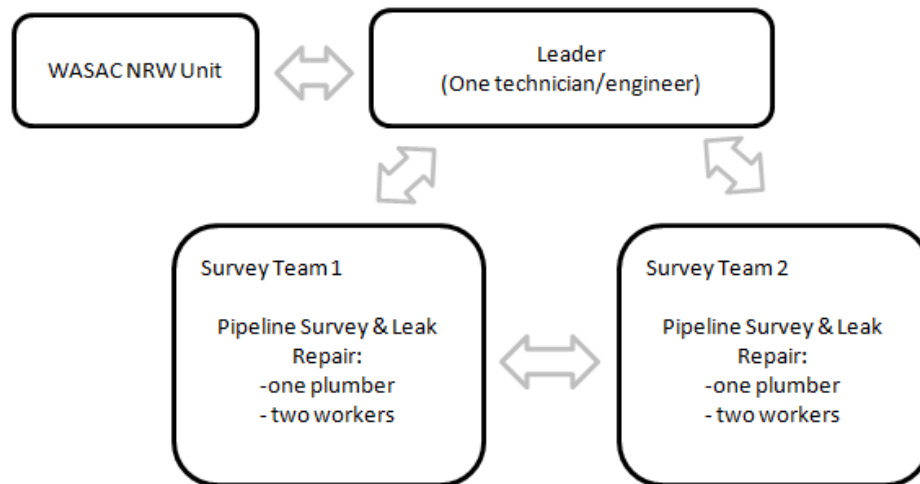 WASAC NRW Unit
Leader
(One technician/engineer)
Survey Team 1
Pipeline Survey & Leak
Repair:
-one plumber
- two workers
Survey Team 2
Pipeline Survey & Leak
Repair:
-one plumber
- two workers